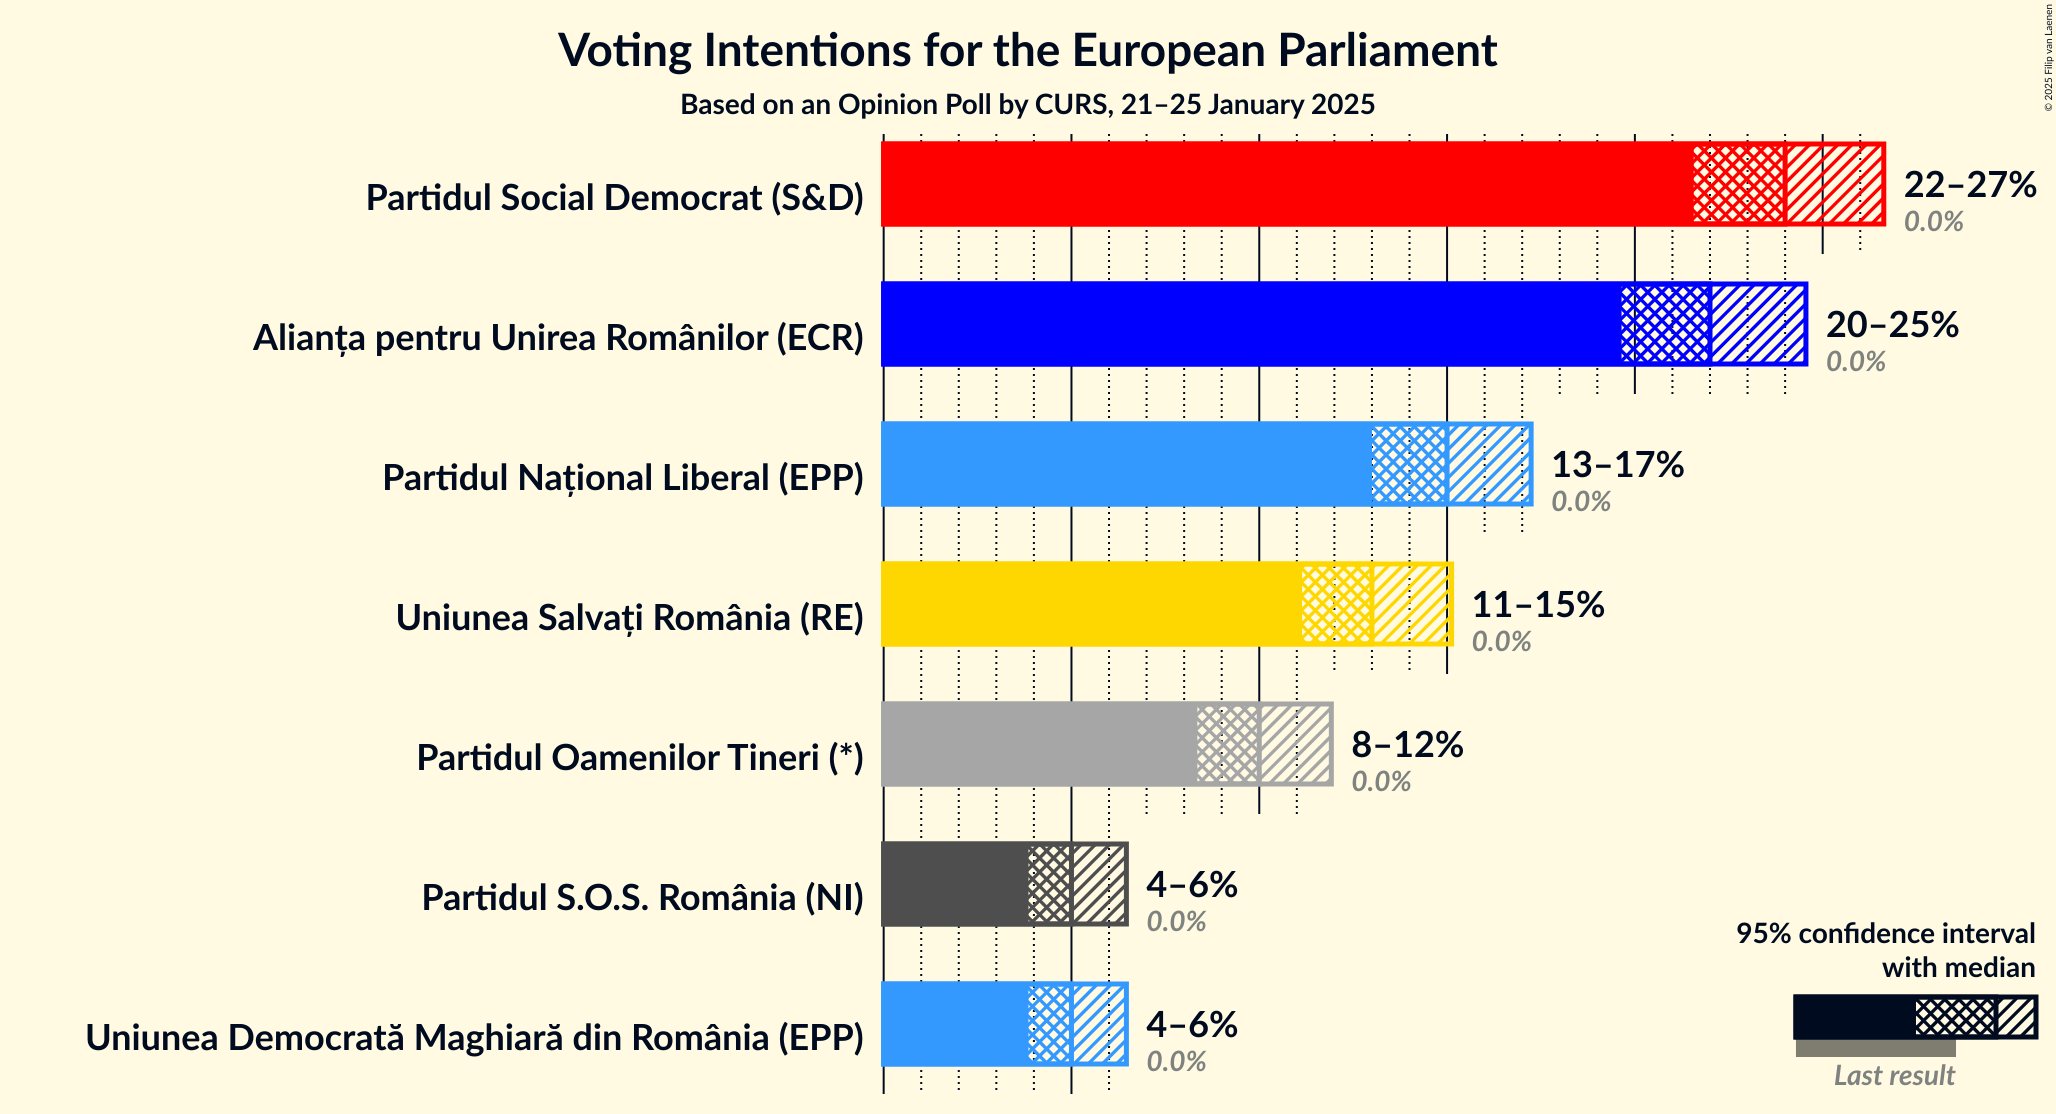 Voting Intentions for the European Parliament
Based on an Opinion Poll by CURS, 21–25 January 2025
© 2025 Filip van Laenen
Partidul Social Democrat (S&D)
22–27%
0.0%
Alianța pentru Unirea Românilor (ECR)
20–25%
0.0%
Partidul Național Liberal (EPP)
13–17%
0.0%
Uniunea Salvați România (RE)
11–15%
0.0%
Partidul Oamenilor Tineri (*)
8–12%
0.0%
Partidul S.O.S. România (NI)
4–6%
0.0%
Uniunea Democrată Maghiară din România (EPP)
4–6%
0.0%
95% confidence interval
with median
Last result